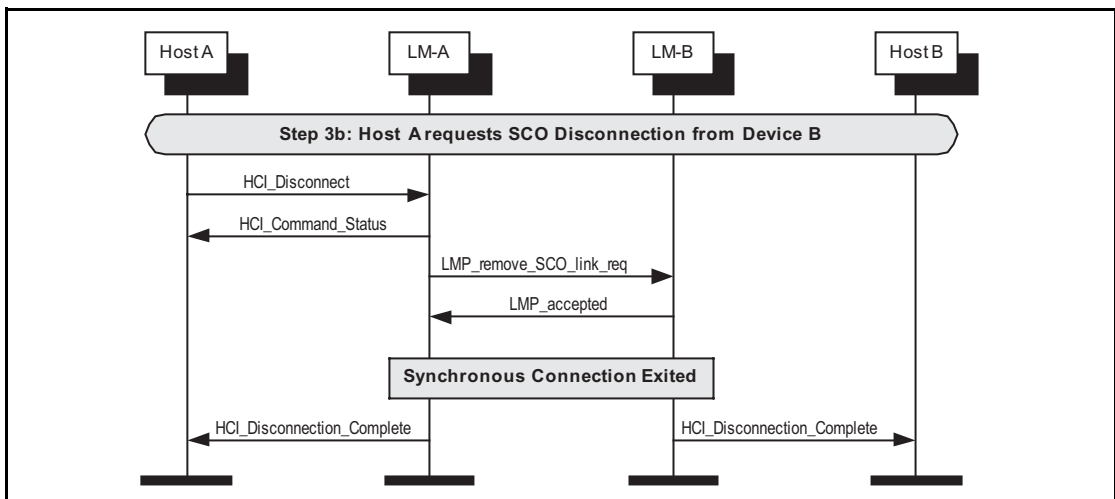 Host A
LM-A
LM-B
Host B
Step 3b: Host A requests SCO Disconnection from Device B
HCI_Disconnect
HCI_Command_Status
LMP_remove_SCO_link_req
LMP_accepted
Synchronous Connection Exited
HCI_Disconnection_Complete
HCI_Disconnection_Complete